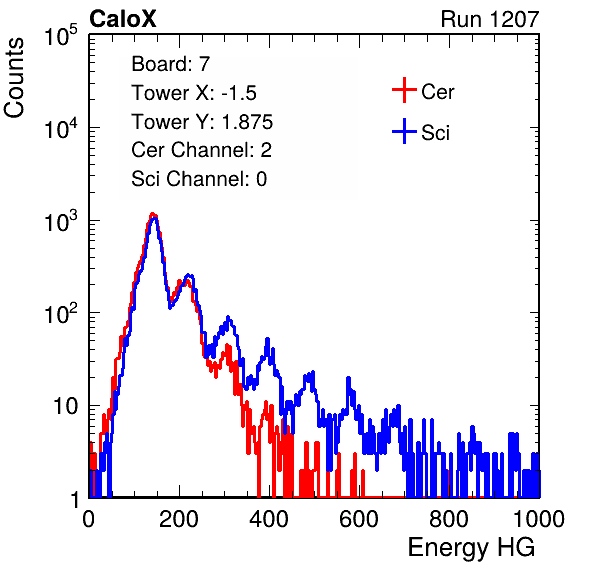 CaloX Run 1207
Counts
Board: 7
Tower X: -1.5
Tower Y: 1.875
Cer Channel: 2
Sci Channel: 0
Cer
Sci
10^5
10^4
10^3
10^2
10
1
0 200 400 600 800 1000
Energy HG